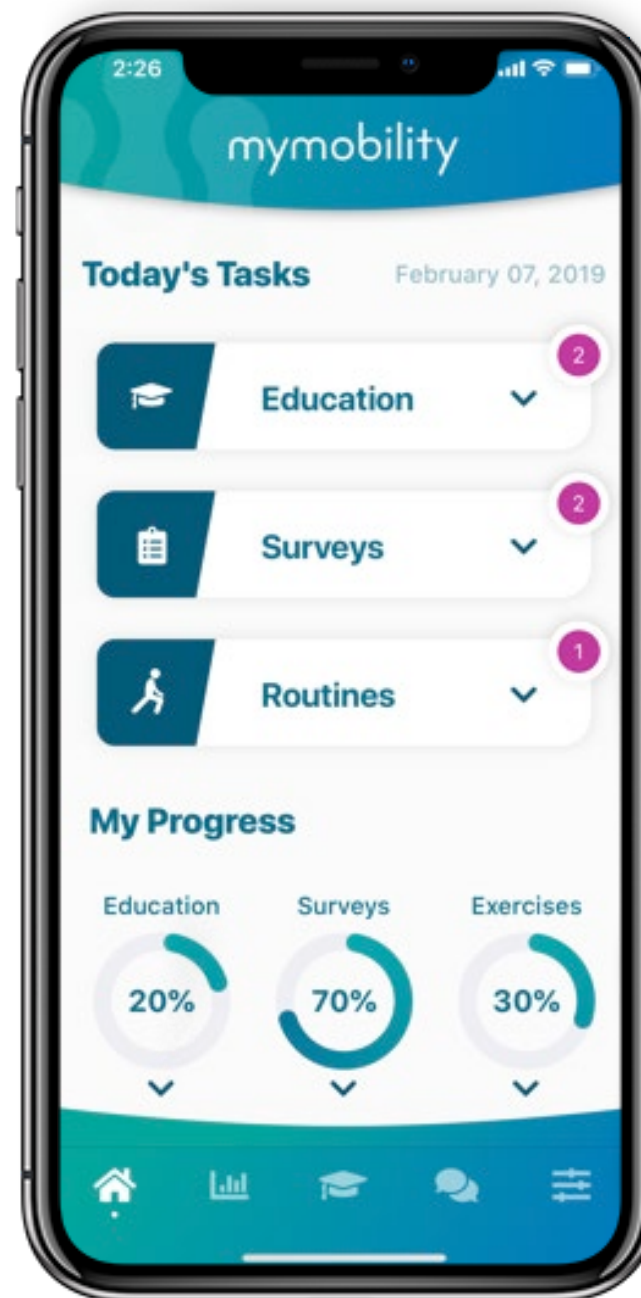 2:26
mymobility
Today's Tasks February 07, 2019
2
Education
2
Surveys
1
Routines
My Progress
Education Surveys Exercises
20% 70% 30%